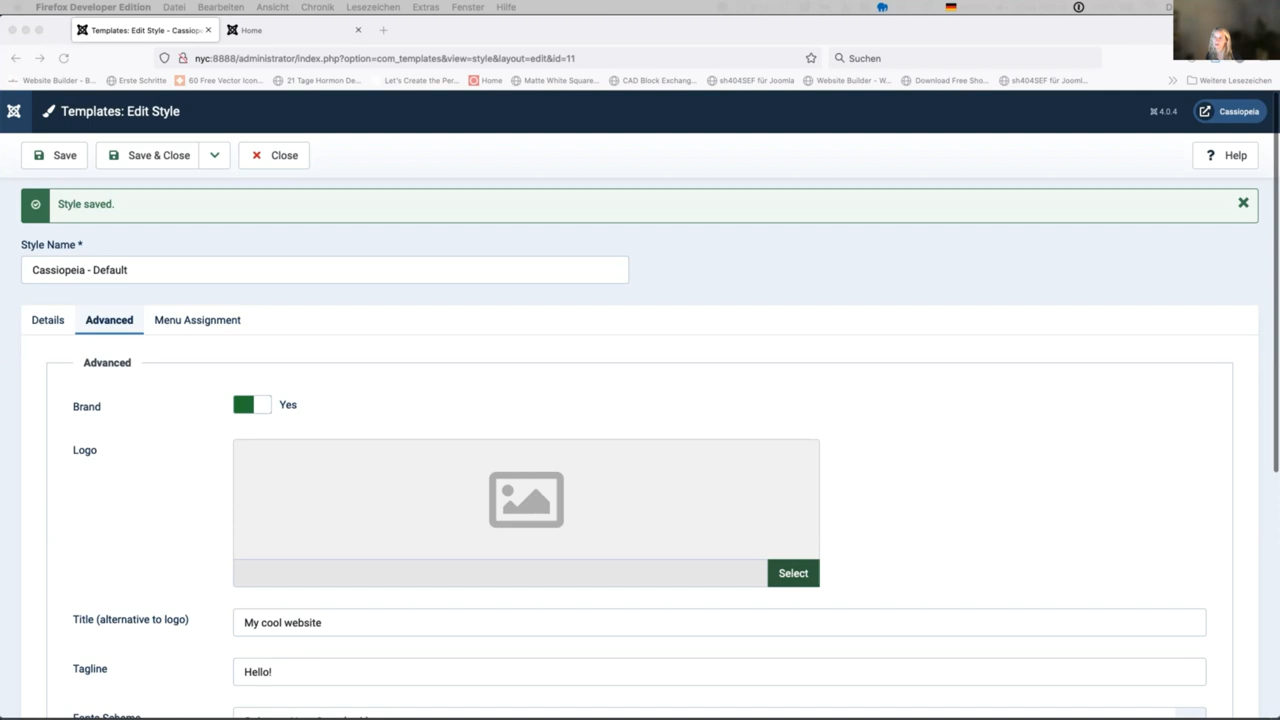 Firefox Developer Edition Datei Bearbeiten Ansicht Chronik Lesezeichen Extras Fenster Hilfe
Templates: Edit Style - Cassiop Home
nyc:8888/administrator/index.php?option=com_templates&view=style&layout=edit&id=11 Suchen
Website Builder - B... Erste Schritte 60 Free Vector Icon... 21 Tage Hormon De... Let's Create the Per... Home Matte White Square... CAD Block Exchang... sh404SEF für Joomla Website Builder - W... Download Free Sho... sh404SEF für Jooml... Weitere Lesezeichen
Templates: Edit Style 4.0.4 Cassiopeia
Save Save & Close Close ? Help
Style saved.
Style Name *
Cassiopeia - Default
Details Advanced Menu Assignment
Advanced
Brand Yes
Logo
Select
Title (alternative to logo) My cool website
Tagline Hello!
Fonts Scheme